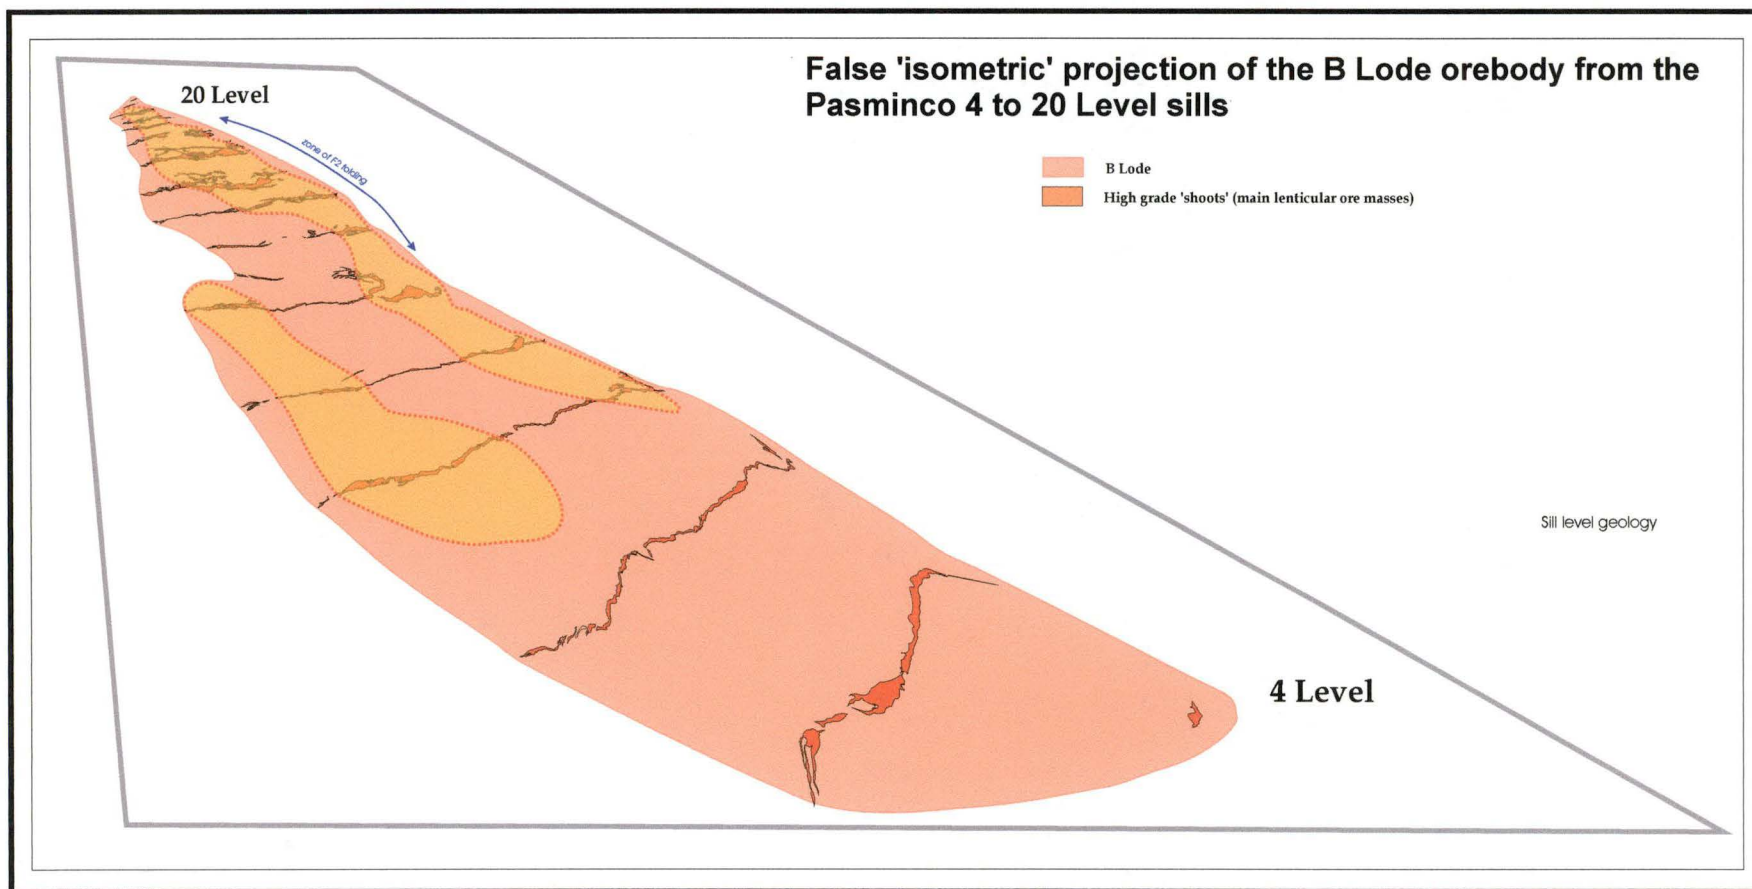 False 'isometric' projection of the B Lode orebody from the
Pasminco 4 to 20 Level sills
20 Level
zone of F2 folding
B Lode
High grade 'shoots' (main lenticular ore masses)
Sill level geology
4 Level